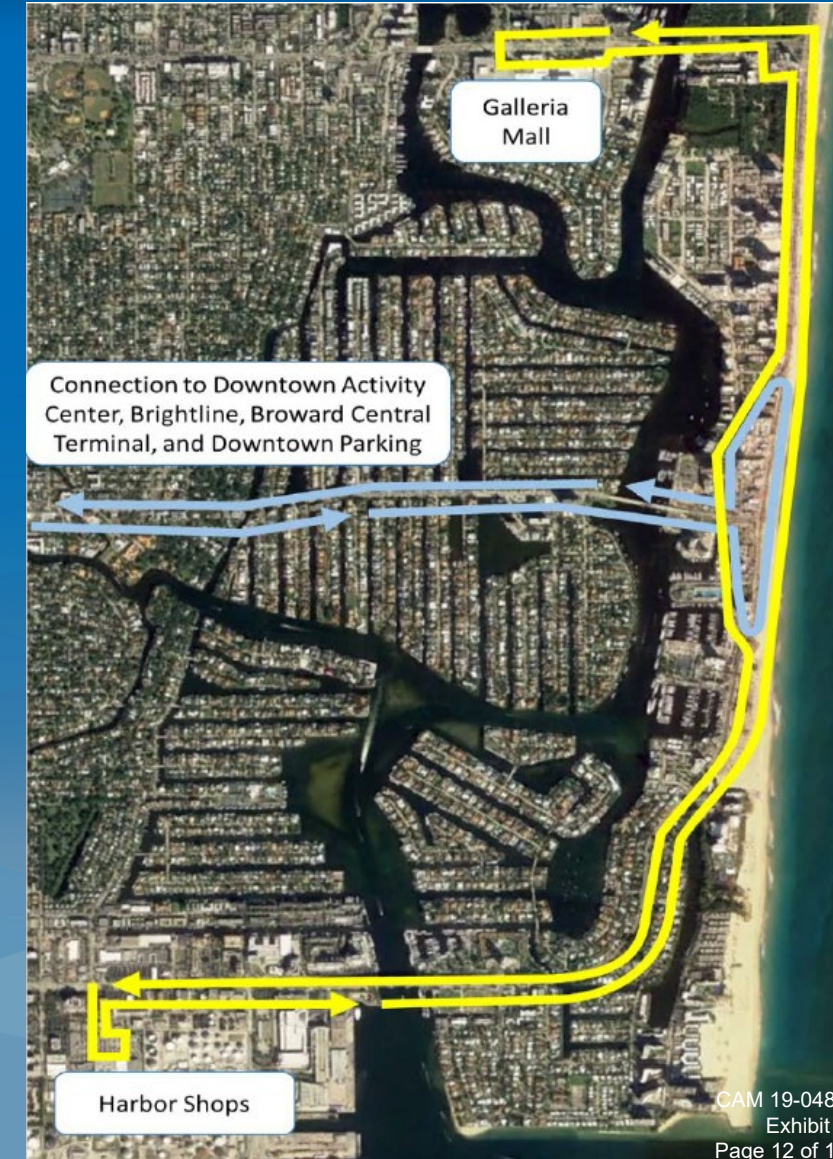 Galleria
Mall
Connection to Downtown Activity
Center, Brightline, Broward Central
Terminal, and Downtown Parking
Harbor Shops
CAM 19-048
Exhibit
Page 12 of 1